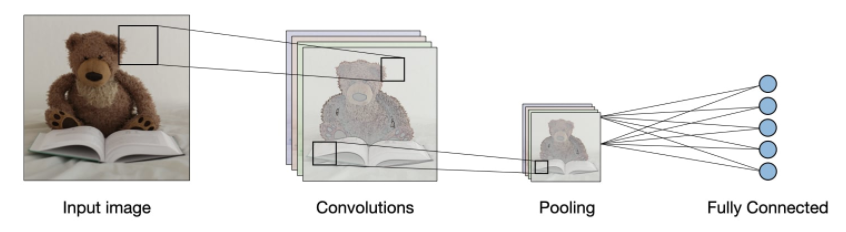 Input image
Convolutions
Pooling
Fully Connected